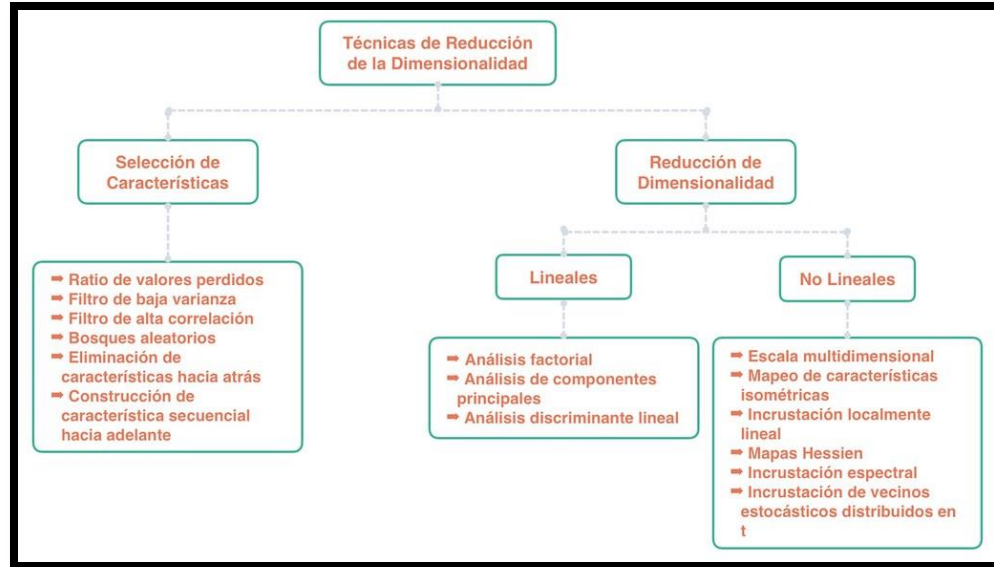 Técnicas de Reducción
de la Dimensionalidad
Selección de
Características
Reducción de
Dimensionalidad
Lineales
No Lineales
➡ Ratio de valores perdidos
➡ Filtro de baja varianza
➡ Filtro de alta correlación
➡ Bosques aleatorios
➡ Eliminación de
características hacia atrás
➡ Construcción de
característica secuencial
hacia adelante
➡ Análisis factorial
➡ Análisis de componentes
principales
➡ Análisis discriminante lineal
➡ Escala multidimensional
➡ Mapeo de características
isométricas
➡ Incrustación localmente
lineal
➡ Mapas Hessien
➡ Incrustación espectral
➡ Incrustación de vecinos
estocásticos distribuidos en
t